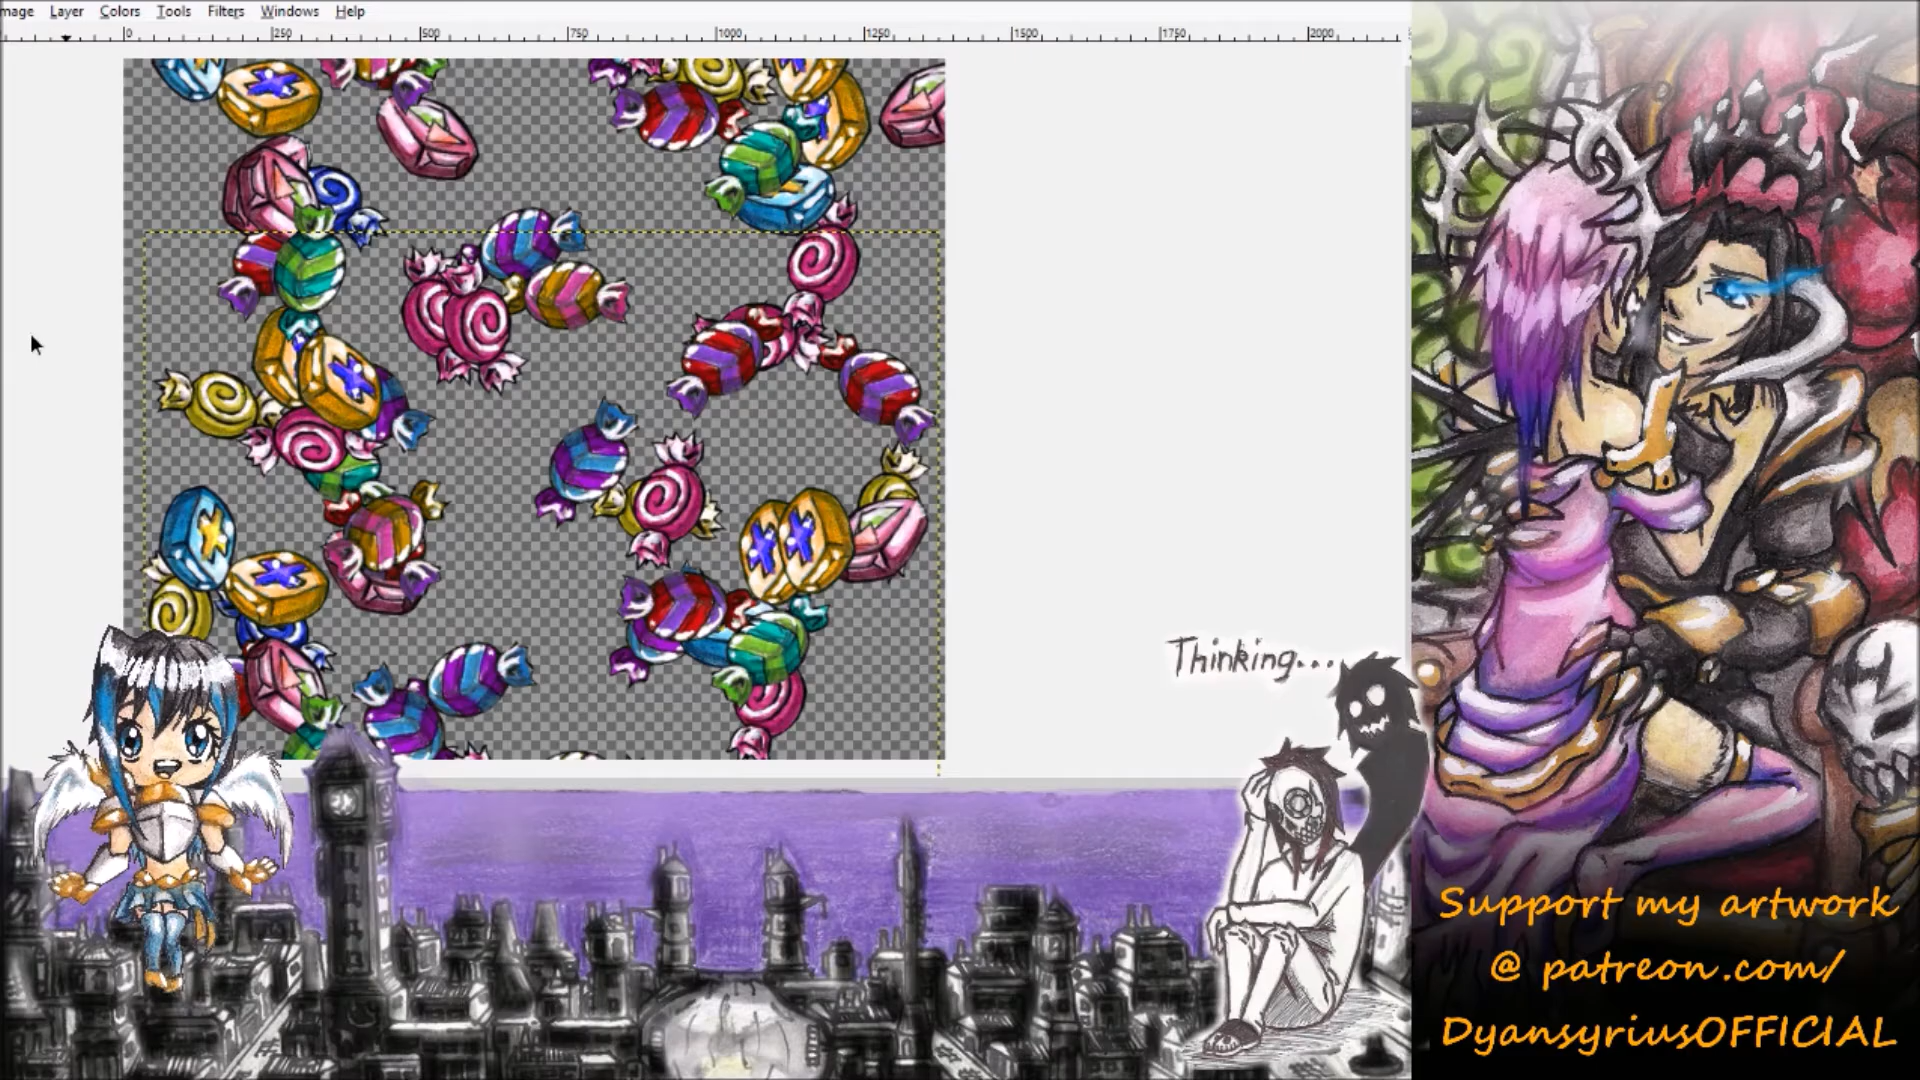 mage Layer Colors Tools Filters Windows Help
0 250 500 750 1000 1250 1500 1750 2000
Thinking...
Support my artwork
@ patreon.com/
DyansyriusOFFICIAL